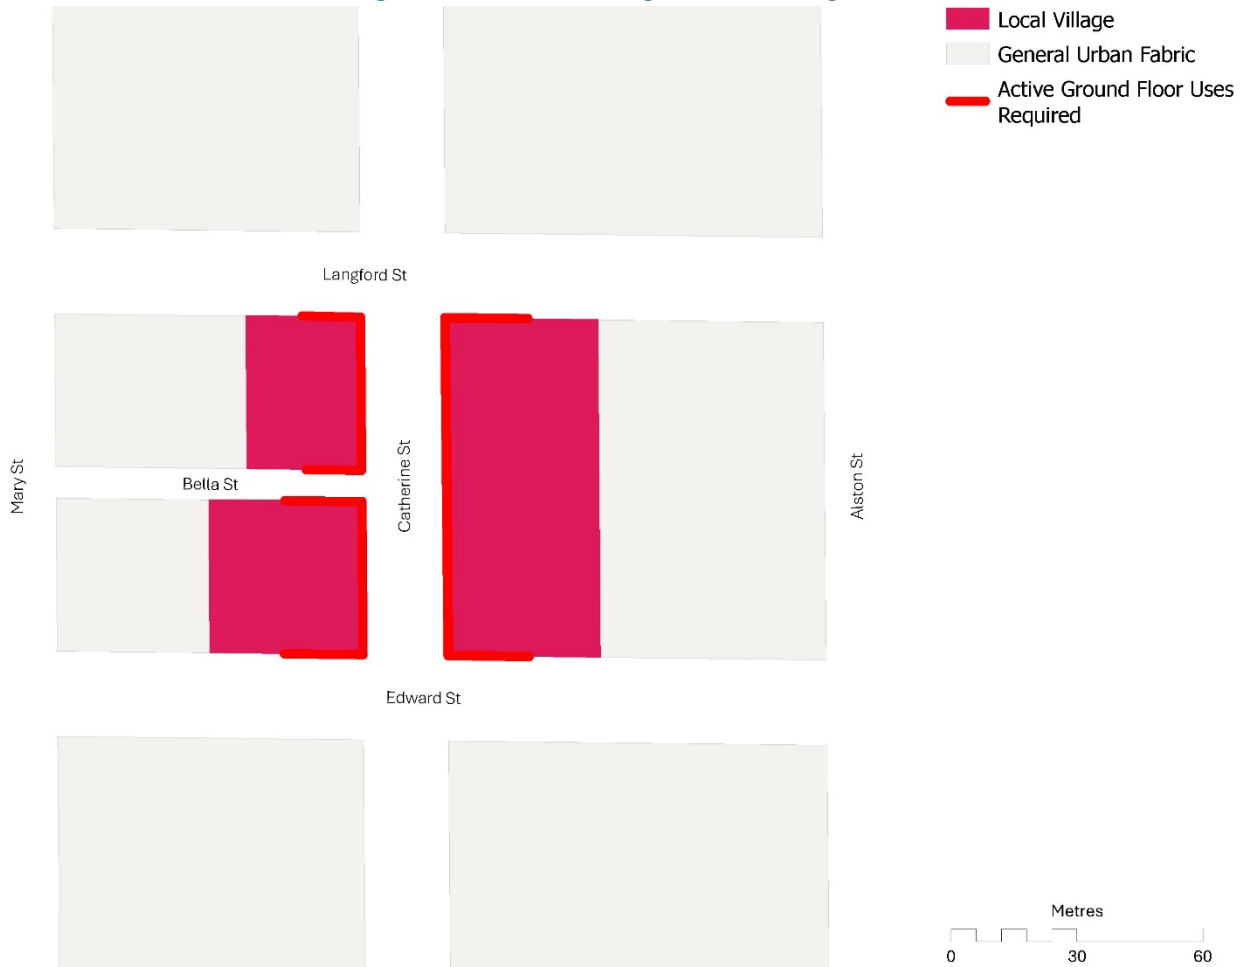 Local Village
General Urban Fabric
Active Ground Floor Uses
Required
Langford St
Mary St
Bella St
Catherine St
Alston St
Edward St
Metres
0 30 60